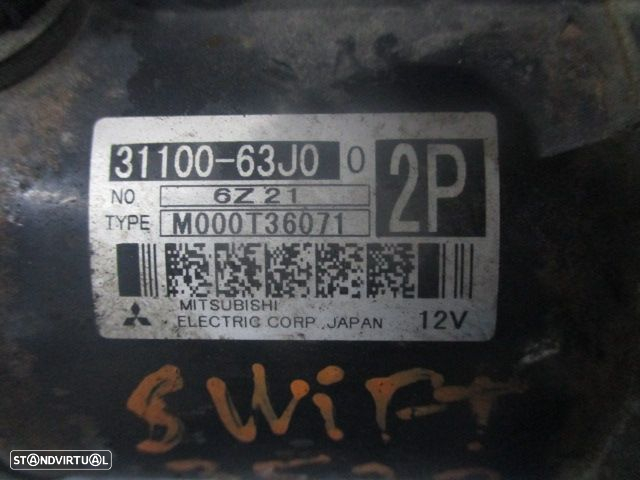 31100-63J0 0
2P
NO 6Z21
TYPE M000T36071
MITSUBISHI
ELECTRIC CORP. JAPAN 12V
SWiFt
STANDVIRTUAL